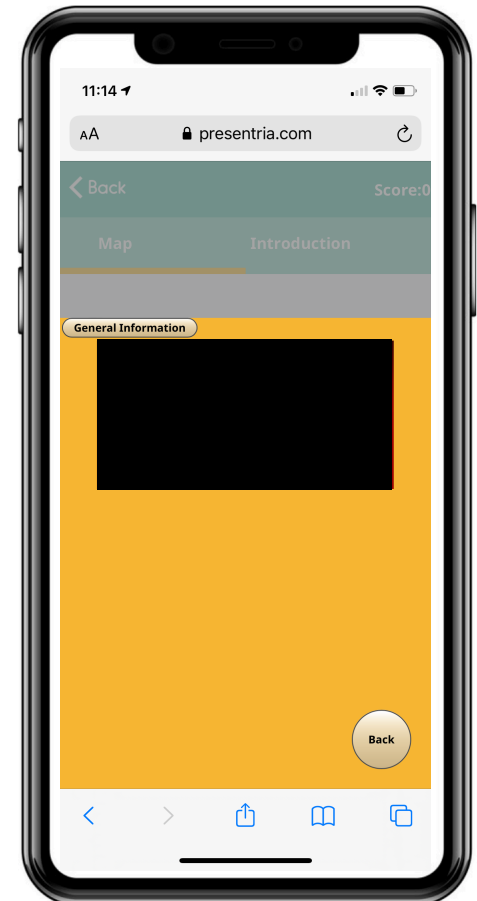 11:14
AA presentria.com
Back Score:0
Map Introduction
General Information
Back